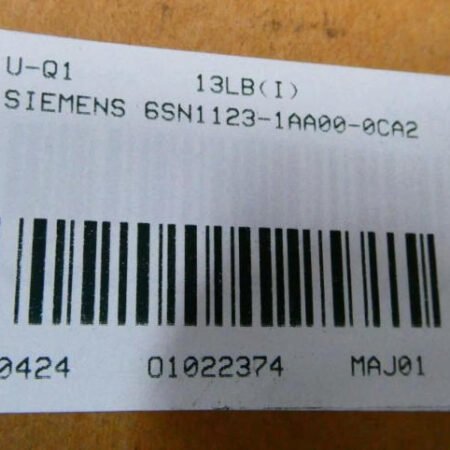 U-Q1 13LB(I)
SIEMENS 6SN1123-1AA00-0CA2
0424 01022374 MAJ01